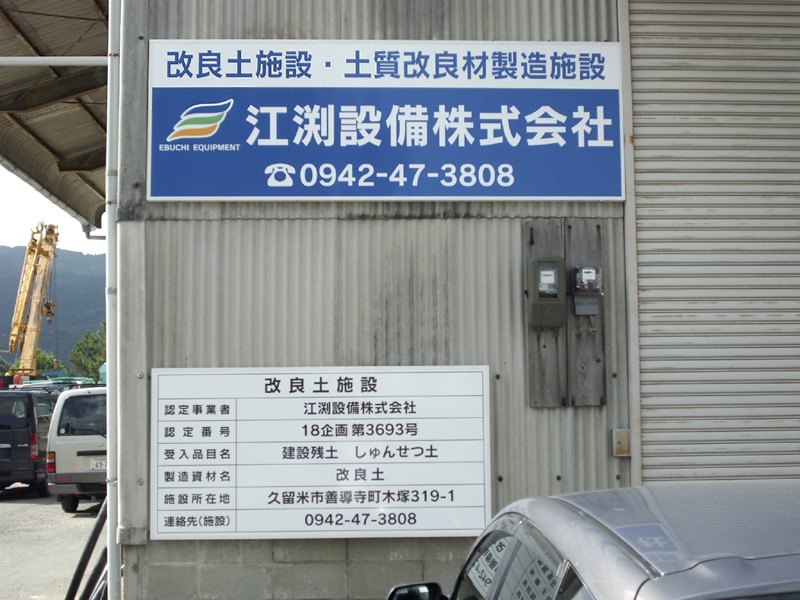 改良土施設・土質改良材製造施設
EBUCHI EQUIPMENT
江渕設備株式会社
☎0942-47-3808
改良土施設
認定事業者 江渕設備株式会社
認定番号 18企画 第3693号
受入品目名 建設残土 しゅんせつ土
製造資材名 改良土
施設所在地 久留米市善導寺町木塚319-1
連絡先(施設) 0942-47-3808